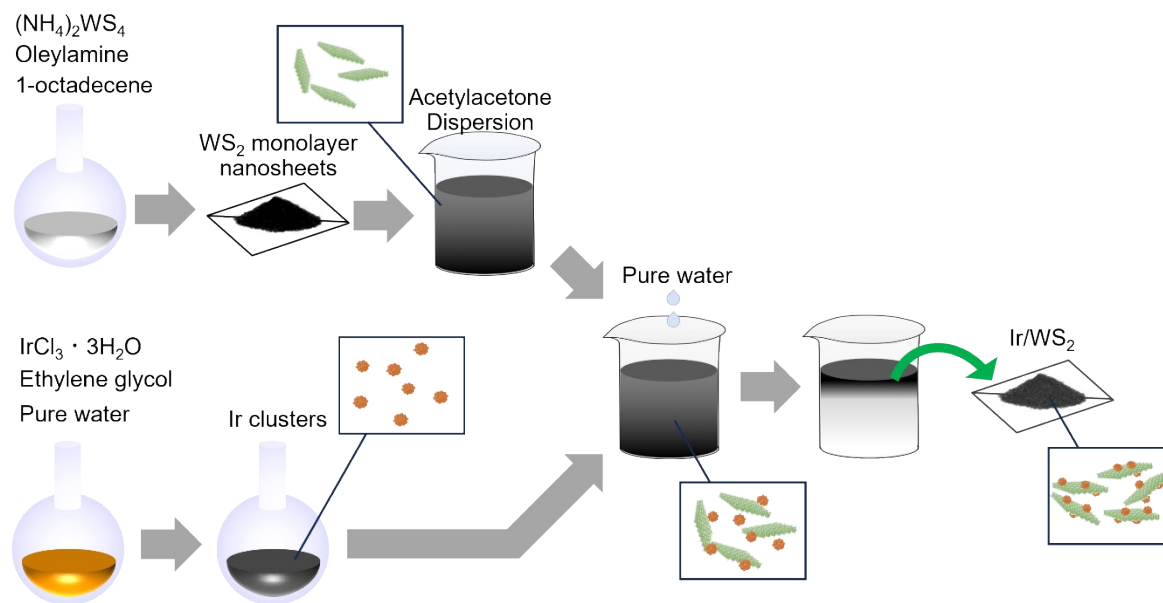 (NH₄)₂WS₄
Oleylamine
1-octadecene
WS₂ monolayer
nanosheets
Acetylacetone
Dispersion
IrCl₃・3H₂O
Ethylene glycol
Pure water
Ir clusters
Pure water
Ir/WS₂